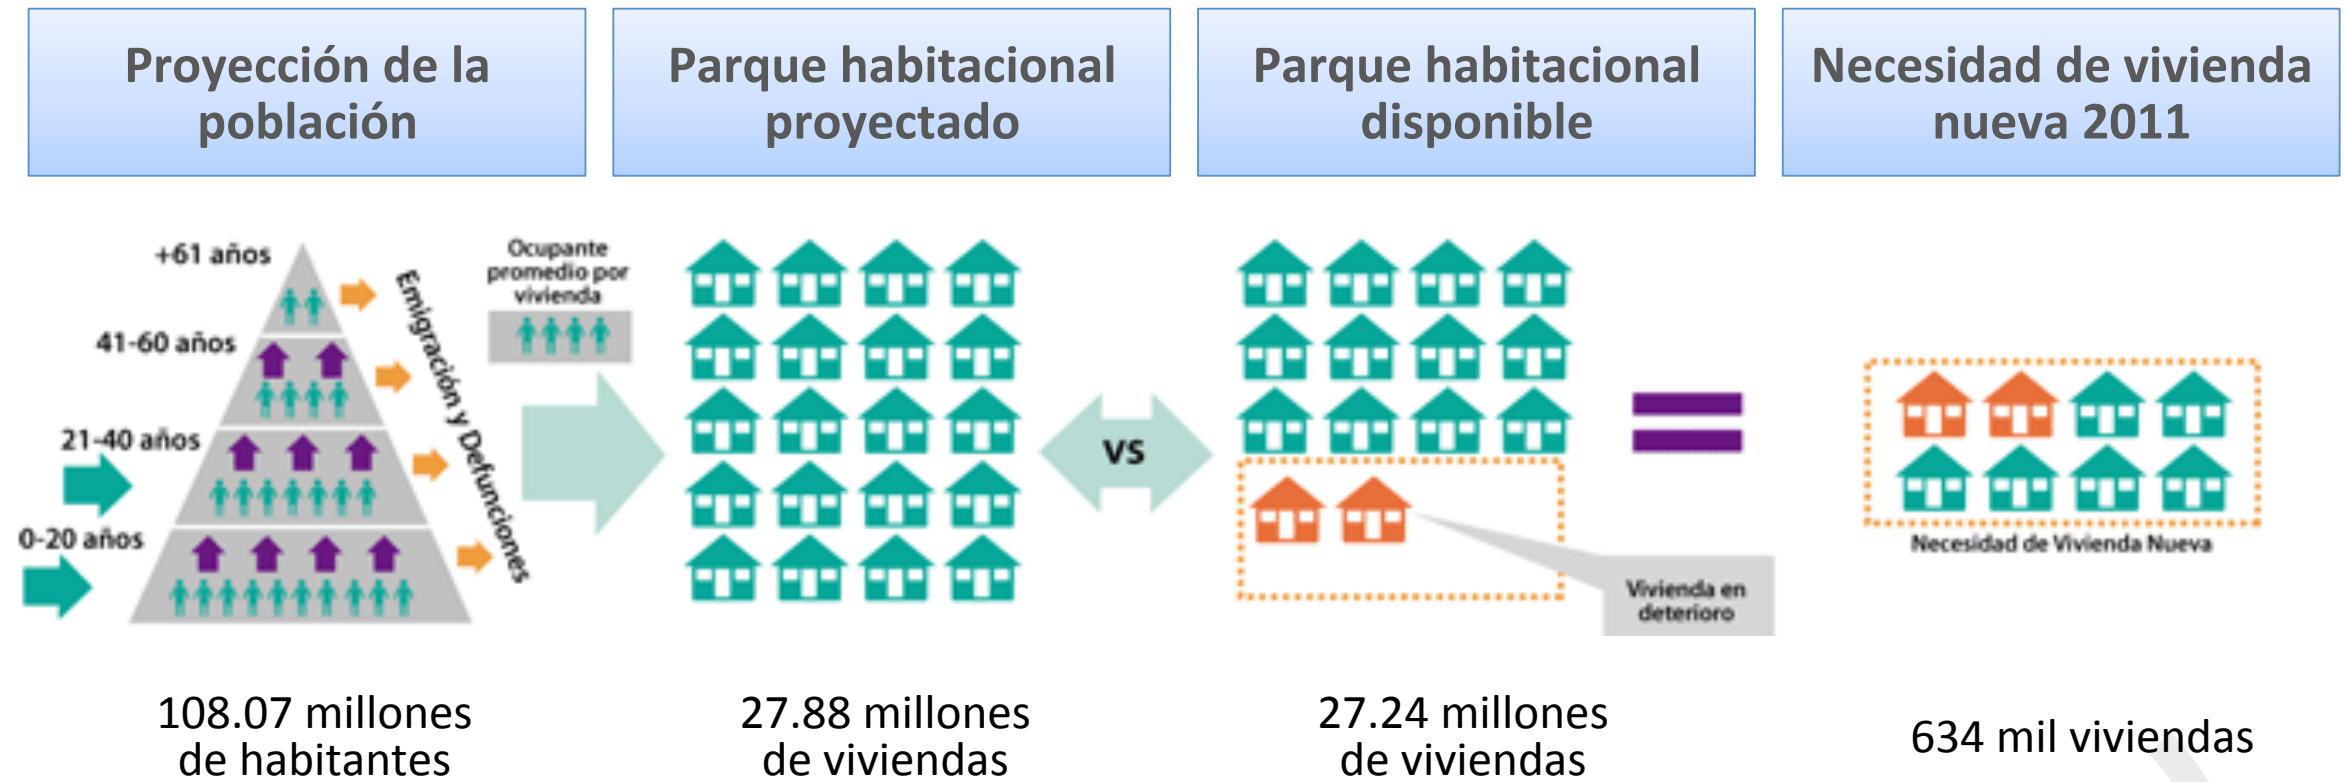 Proyección de la
población
Parque habitacional
proyectado
Parque habitacional
disponible
Necesidad de vivienda
nueva 2011
+61 años
41-60 años
21-40 años
0-20 años
Emigración y Defunciones
Ocupante
promedio por
vivienda
VS
Vivienda en
deterioro
Necesidad de Vivienda Nueva
108.07 millones
de habitantes
27.88 millones
de viviendas
27.24 millones
de viviendas
634 mil viviendas